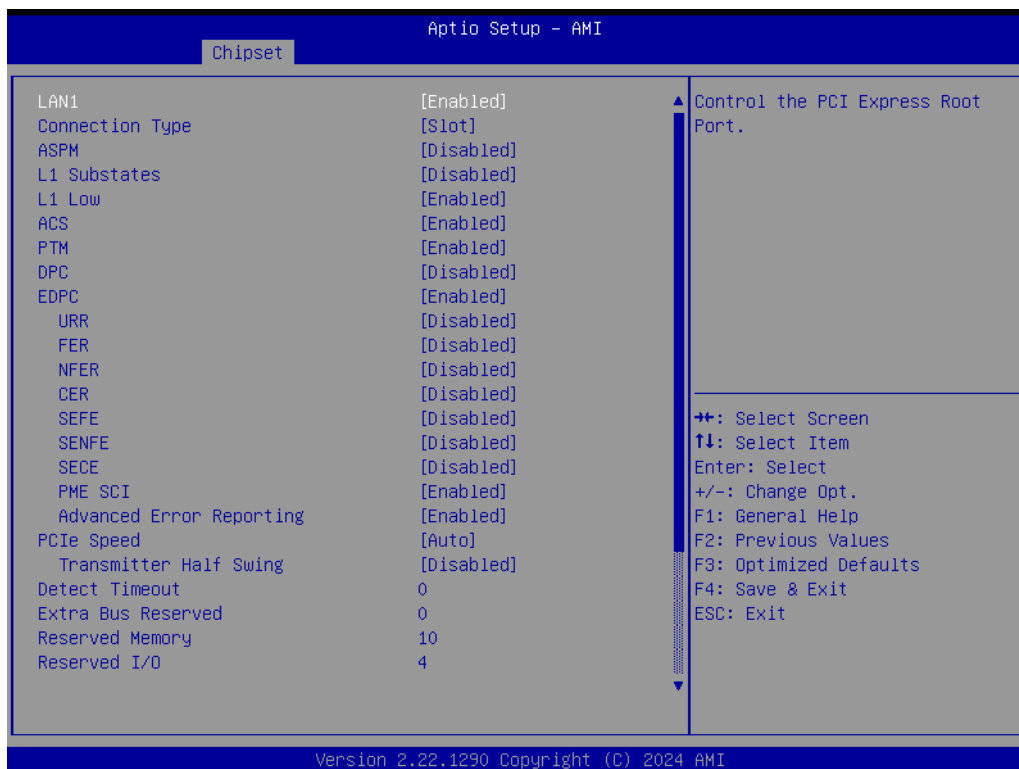 Aptio Setup – AMI
Chipset
LAN1 [Enabled]
Connection Type [Slot]
ASPM [Disabled]
L1 Substates [Disabled]
L1 Low [Enabled]
ACS [Enabled]
PTM [Enabled]
DPC [Disabled]
EDPC [Enabled]
URR [Disabled]
FER [Disabled]
NFER [Disabled]
CER [Disabled]
SEFE [Disabled]
SENFE [Disabled]
SECE [Disabled]
PME SCI [Enabled]
Advanced Error Reporting [Enabled]
PCIe Speed [Auto]
Transmitter Half Swing [Disabled]
Detect Timeout 0
Extra Bus Reserved 0
Reserved Memory 10
Reserved I/O 4
Control the PCI Express Root
Port.
→←: Select Screen
↑↓: Select Item
Enter: Select
+/-: Change Opt.
F1: General Help
F2: Previous Values
F3: Optimized Defaults
F4: Save & Exit
ESC: Exit
Version 2.22.1290 Copyright (C) 2024 AMI